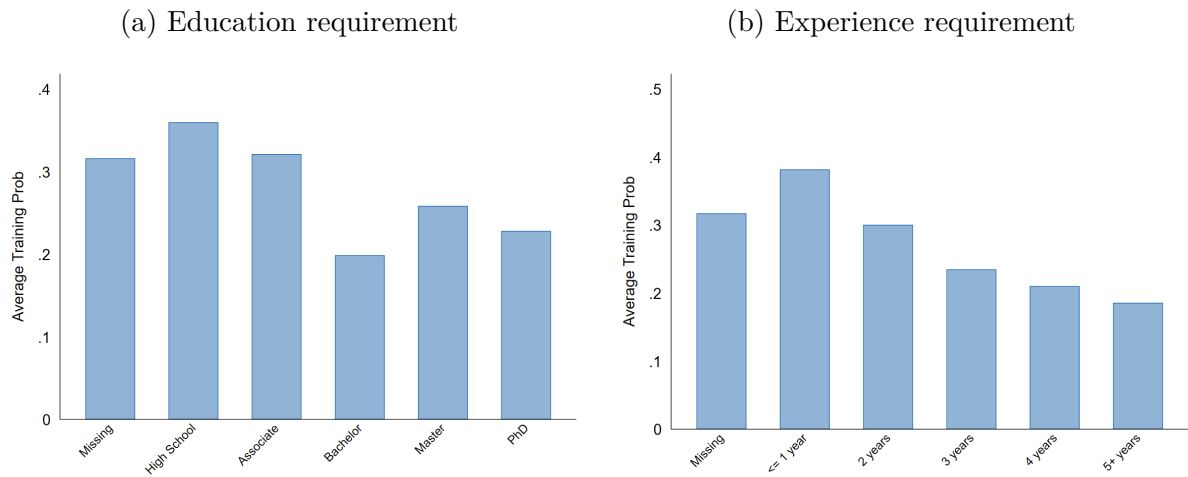 (a) Education requirement
Average Training Prob
.4
.3
.2
.1
0
Missing
High School
Associate
Bachelor
Master
PhD
(b) Experience requirement
Average Training Prob
.5
.4
.3
.2
.1
0
Missing
<= 1 year
2 years
3 years
4 years
5+ years